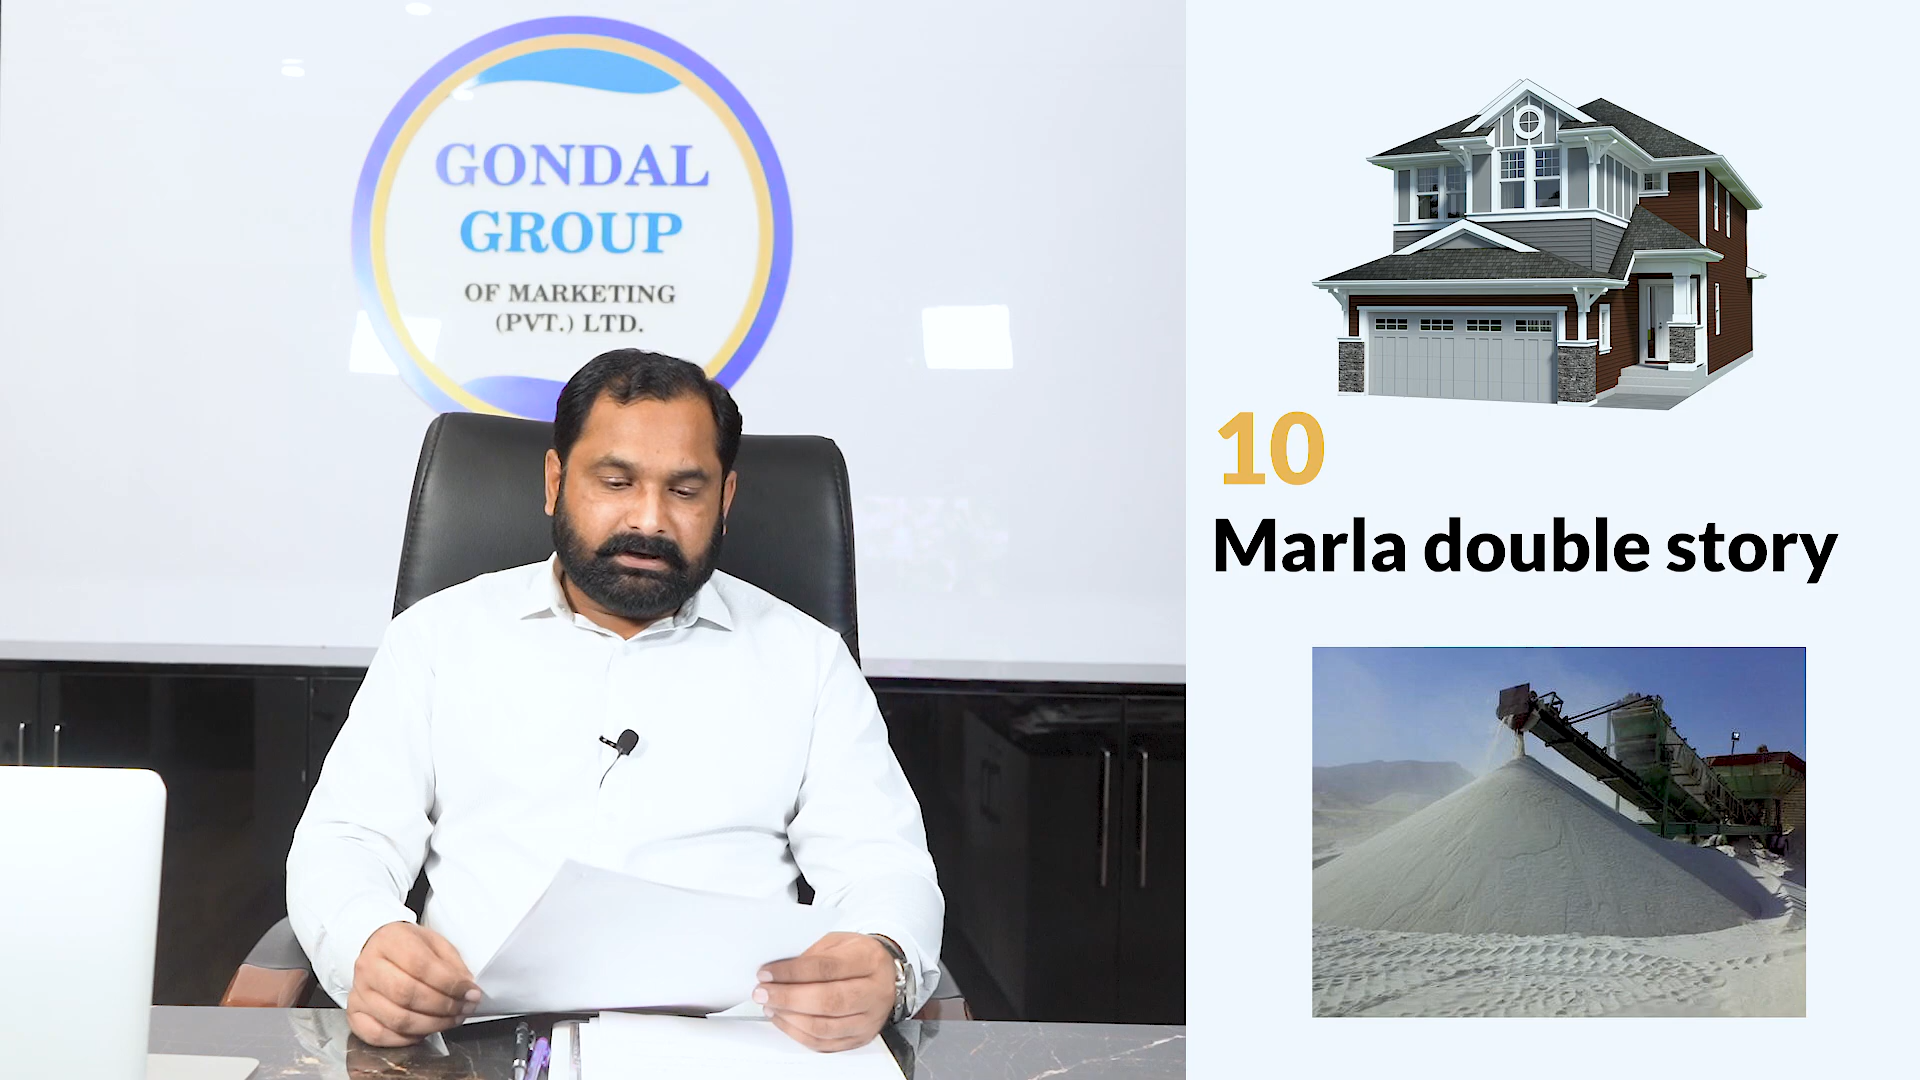 GONDAL
GROUP
OF MARKETING
(PVT.) LTD.
10
Marla double story